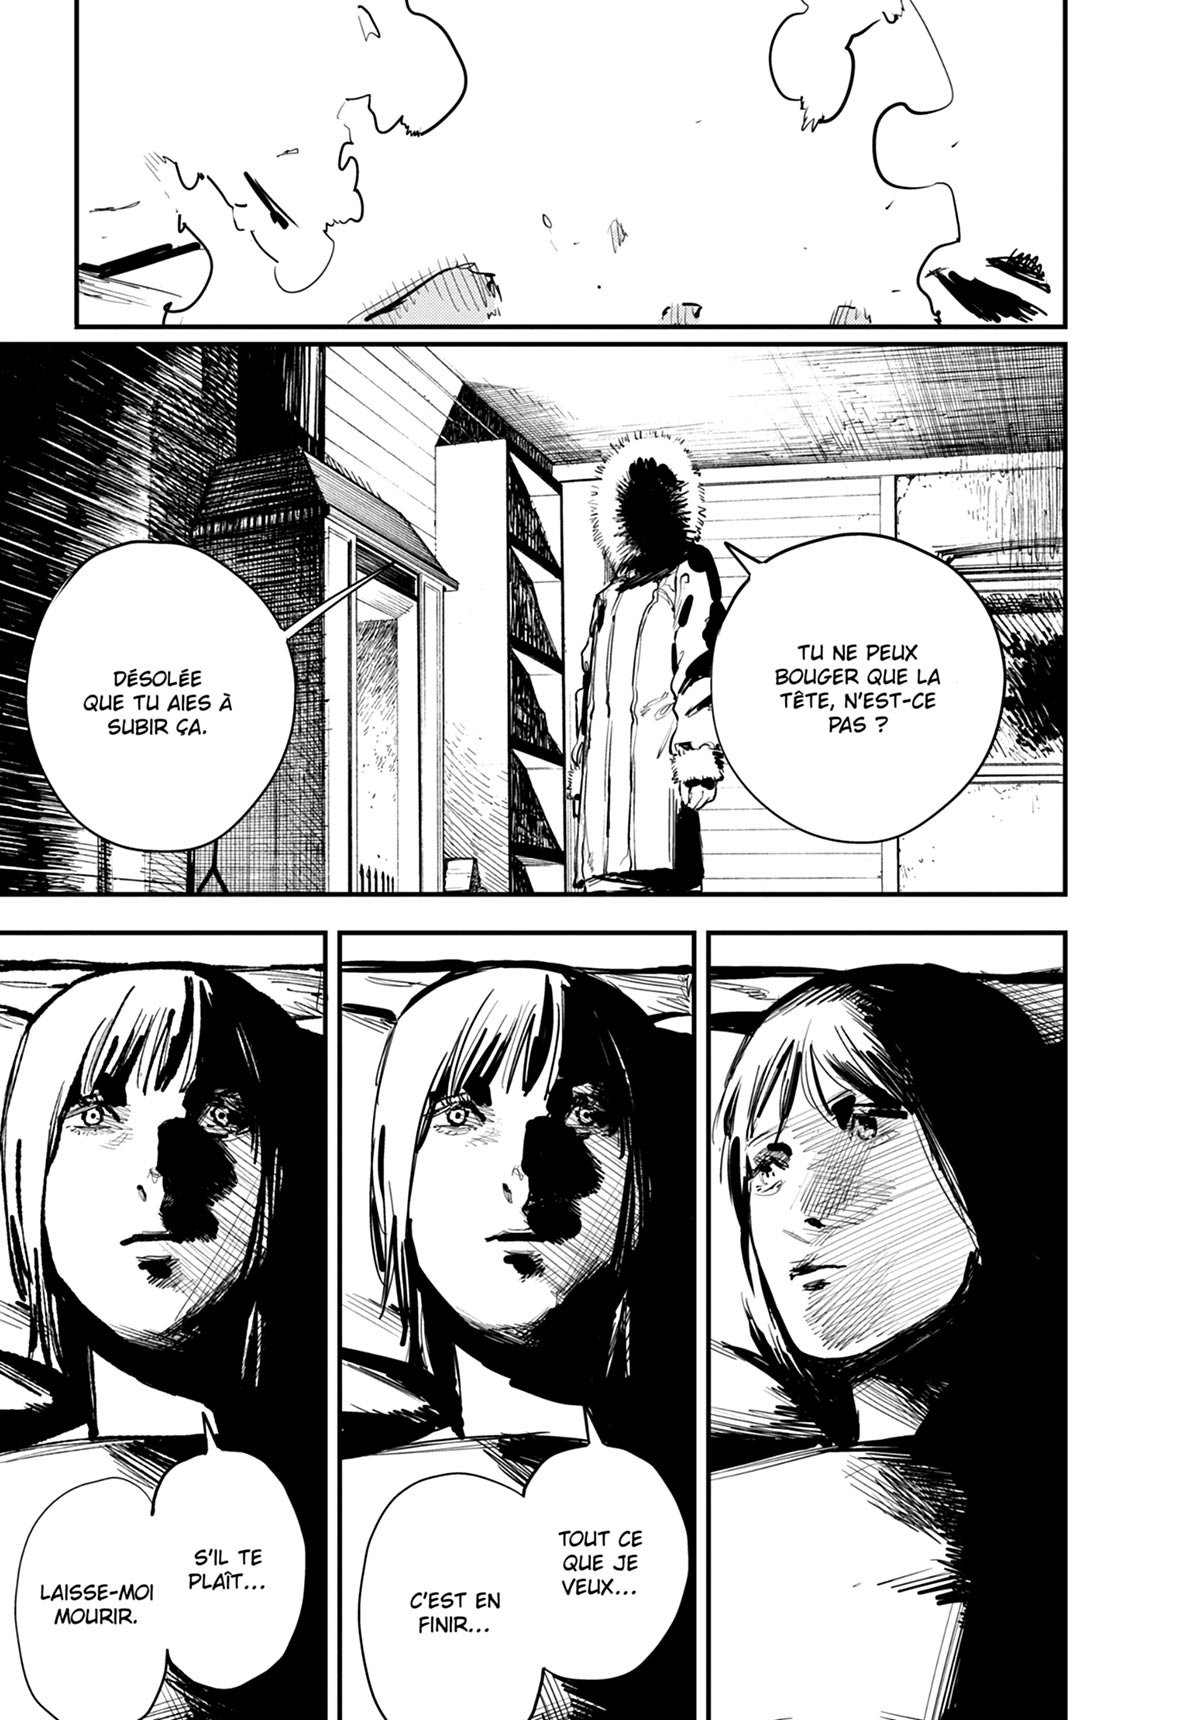 TU NE PEUX
BOUGER QUE LA
TÊTE, N'EST-CE
PAS ?
DÉSOLÉE
QUE TU AIES À
SUBIR ÇA.
TOUT CE
QUE JE
VEUX...
C'EST EN
FINIR...
S'IL TE
PLAÎT...
LAISSE-MOI
MOURIR.